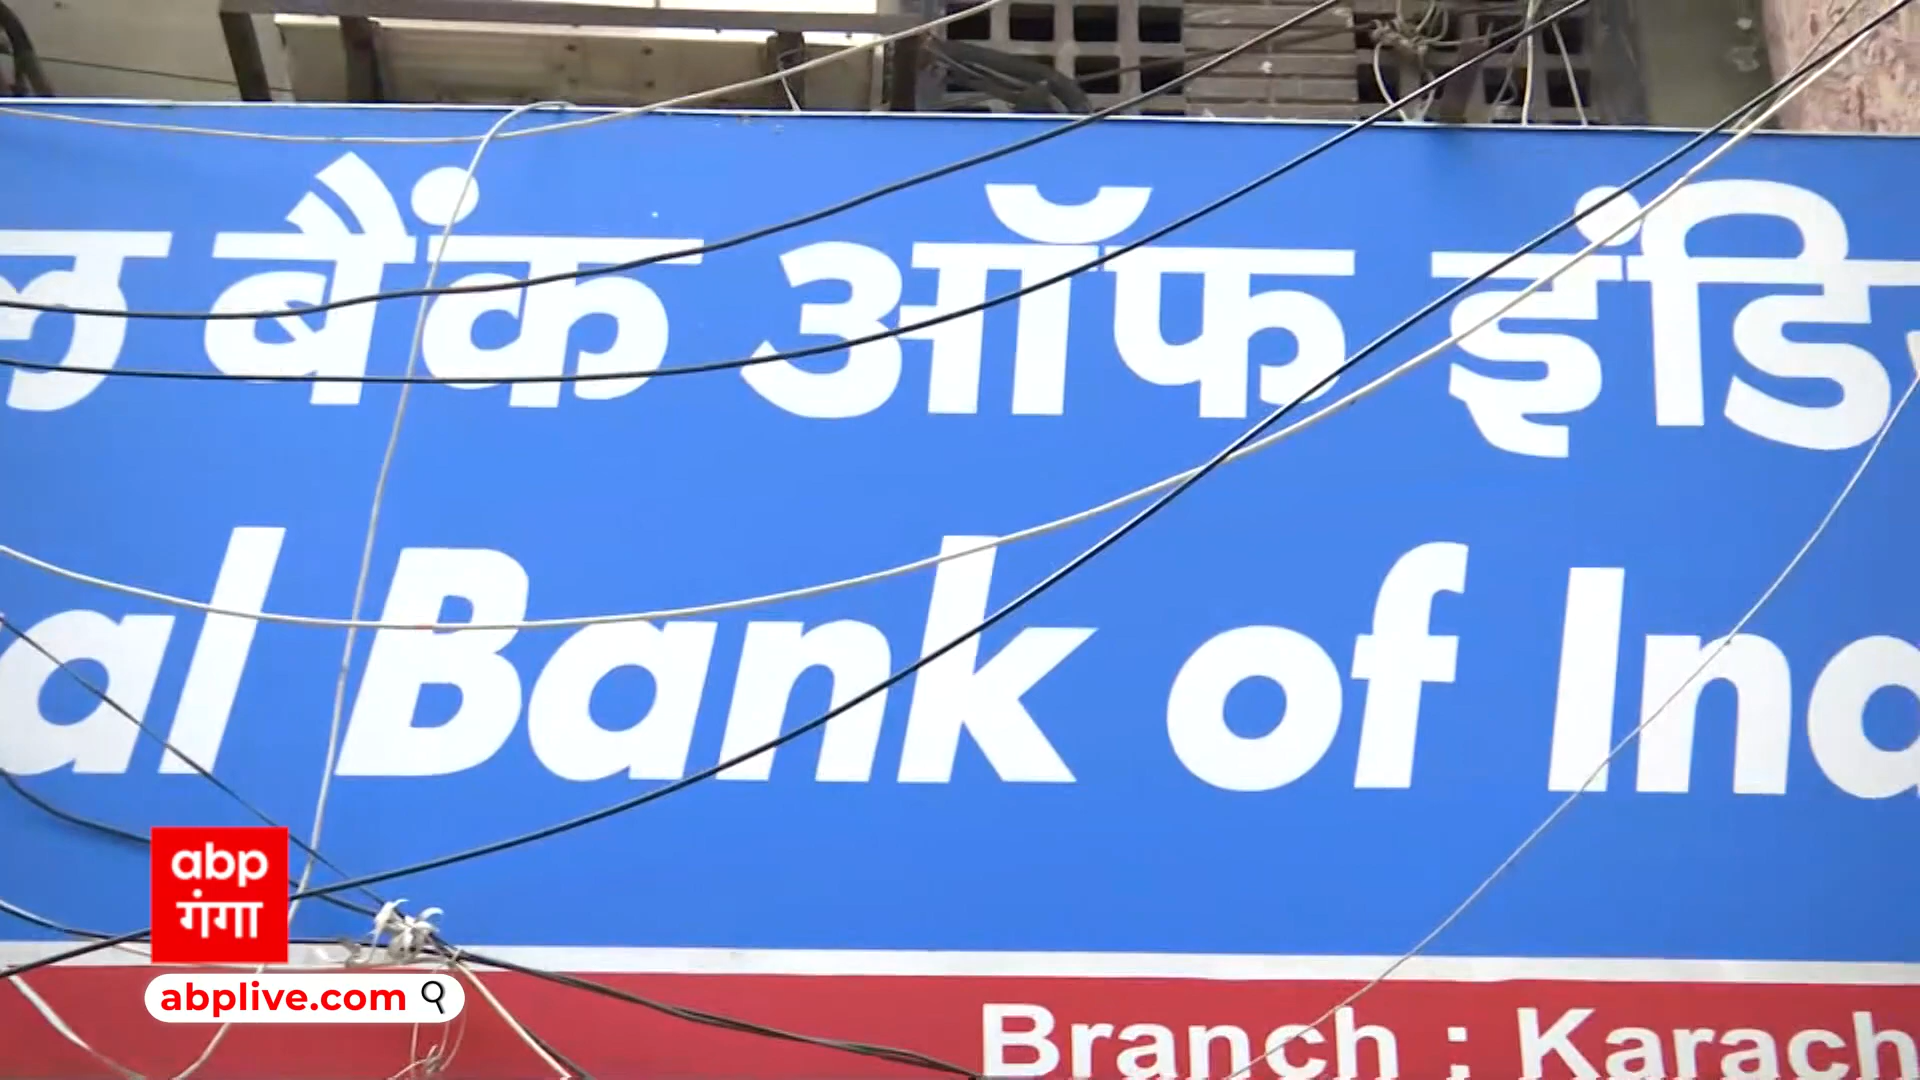 ल बैंक ऑफ इंडि
al Bank of Ind
abp
गंगा
abplive.com
Branch : Karach